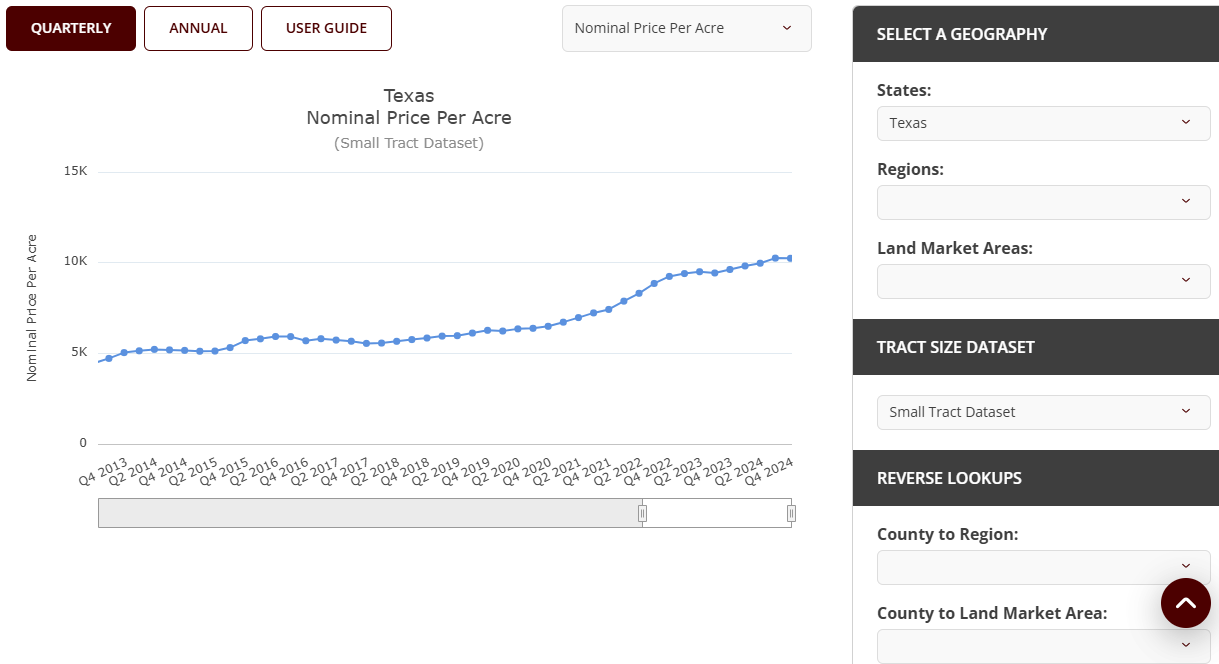 QUARTERLY
ANNUAL
USER GUIDE
Nominal Price Per Acre
Texas
Nominal Price Per Acre
(Small Tract Dataset)
Nominal Price Per Acre
15K
10K
5K
0
Q4 2013
Q2 2014
Q4 2014
Q2 2015
Q4 2015
Q2 2016
Q4 2016
Q2 2017
Q4 2017
Q2 2018
Q4 2018
Q2 2019
Q4 2019
Q2 2020
Q4 2020
Q2 2021
Q4 2021
Q2 2022
Q4 2022
Q2 2023
Q4 2023
Q2 2024
Q4 2024
SELECT A GEOGRAPHY
States:
Texas
Regions:
Land Market Areas:
TRACT SIZE DATASET
Small Tract Dataset
REVERSE LOOKUPS
County to Region:
County to Land Market Area: